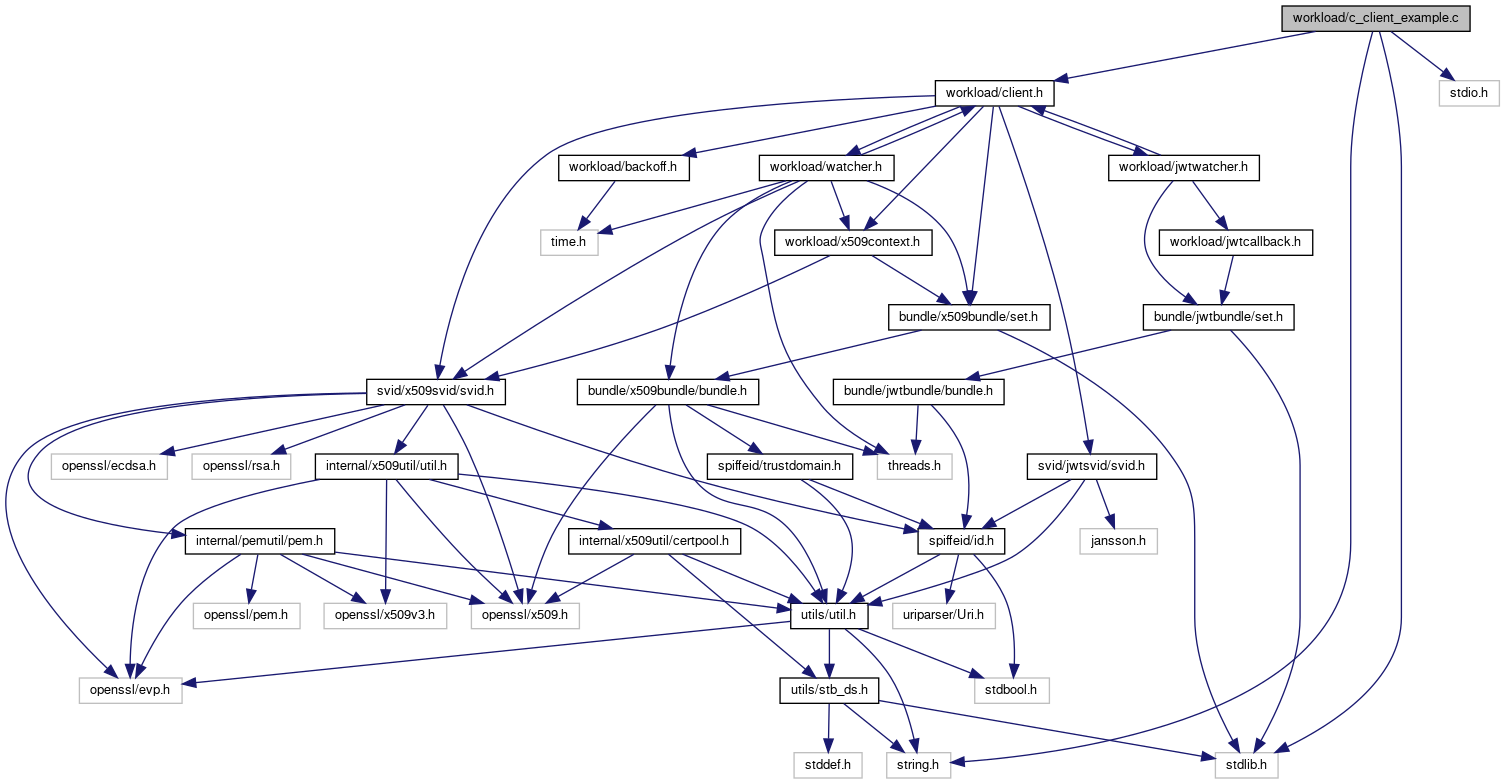 workload/c_client_example.c
workload/client.h
stdio.h
workload/backoff.h
workload/watcher.h
workload/jwtwatcher.h
time.h
workload/x509context.h
workload/jwtcallback.h
bundle/x509bundle/set.h
bundle/jwtbundle/set.h
svid/x509svid/svid.h
bundle/x509bundle/bundle.h
bundle/jwtbundle/bundle.h
openssl/ecdsa.h
openssl/rsa.h
internal/x509util/util.h
spiffeid/trustdomain.h
threads.h
svid/jwtsvid/svid.h
internal/pemutil/pem.h
internal/x509util/certpool.h
spiffeid/id.h
jansson.h
openssl/pem.h
openssl/x509v3.h
openssl/x509.h
utils/util.h
uriparser/Uri.h
openssl/evp.h
utils/stb_ds.h
stdbool.h
stddef.h
string.h
stdlib.h